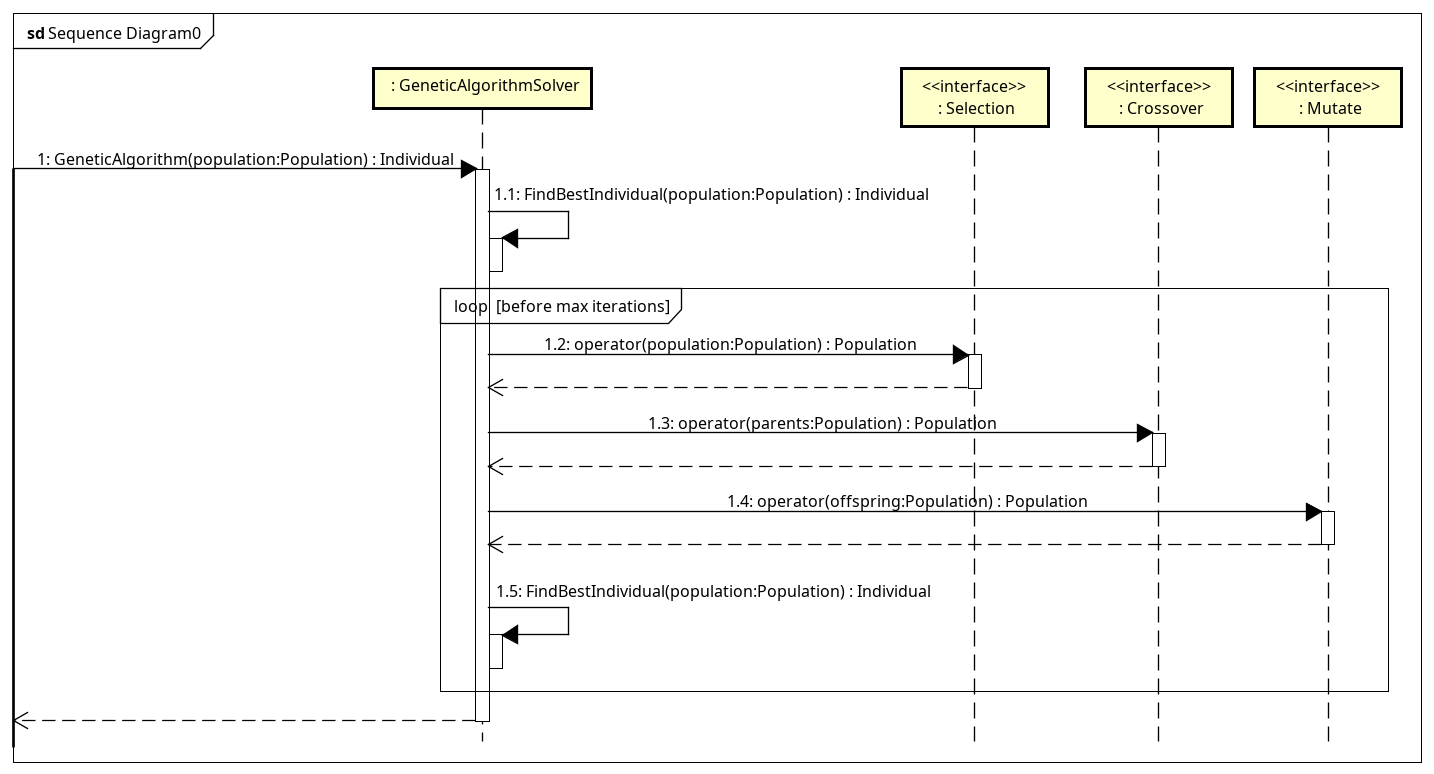 sd Sequence Diagram0
: GeneticAlgorithmSolver
<<interface>>
: Selection
<<interface>>
: Crossover
<<interface>>
: Mutate
1: GeneticAlgorithm(population:Population) : Individual
1.1: FindBestIndividual(population:Population) : Individual
loop [before max iterations]
1.2: operator(population:Population) : Population
1.3: operator(parents:Population) : Population
1.4: operator(offspring:Population) : Population
1.5: FindBestIndividual(population:Population) : Individual